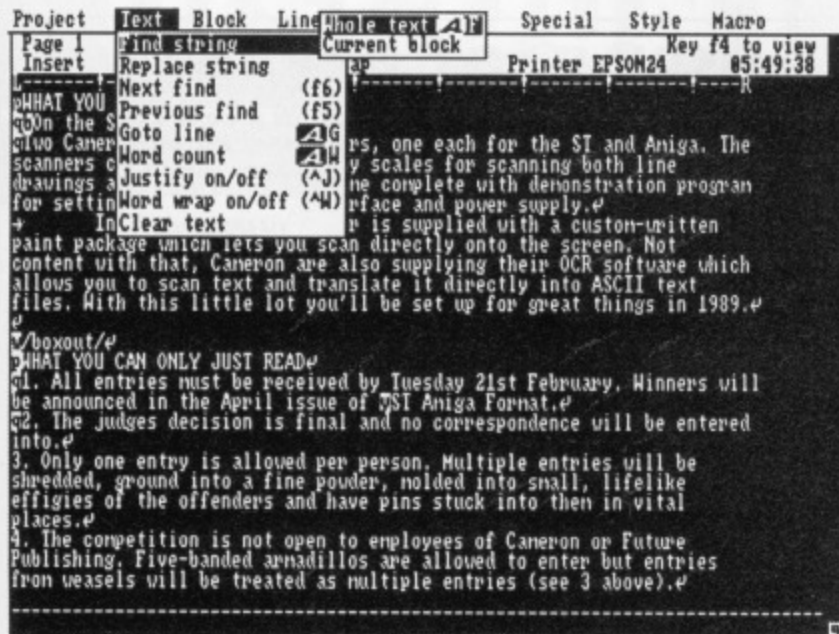 Project Text Block Line Special Style Macro
Whole text
Current block
Page 1 Key f4 to view
Insert Printer EPSON24 05:49:38
Find string
Replace string
Next find (f6)
Previous find (f5)
Goto line G
Word count W
Justify on/off (^J)
Word wrap on/off (^W)
Clear text
WHAT YOU
On the S
Two Camer rs, one each for the ST and Amiga. The
scanners c y scales for scanning both line
drawings a me complete with demonstration program
for settin rface and power supply.
In r is supplied with a custom-written
paint package which lets you scan directly onto the screen. Not
content with that, Cameron are also supplying their OCR software which
allows you to scan text and translate it directly into ASCII text
files. With this little lot you'll be set up for great things in 1989.
/boxout/
WHAT YOU CAN ONLY JUST READ
1. All entries must be received by Tuesday 21st February. Winners will
be announced in the April issue of ST Amiga Format.
2. The judges decision is final and no correspondence will be entered
into.
3. Only one entry is allowed per person. Multiple entries will be
shredded, ground into a fine powder, molded into small, lifelike
effigies of the offenders and have pins stuck into them in vital
places.
4. The competition is not open to employees of Cameron or Future
Publishing. Five-banded armadillos are allowed to enter but entries
from weasels will be treated as multiple entries (see 3 above).